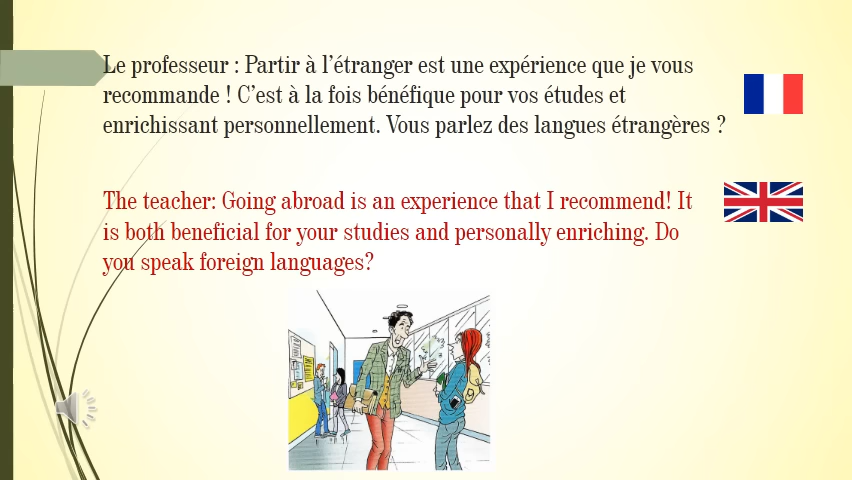 Le professeur : Partir à l’étranger est une expérience que je vous
recommande ! C’est à la fois bénéfique pour vos études et
enrichissant personnellement. Vous parlez des langues étrangères ?
The teacher: Going abroad is an experience that I recommend! It
is both beneficial for your studies and personally enriching. Do
you speak foreign languages?